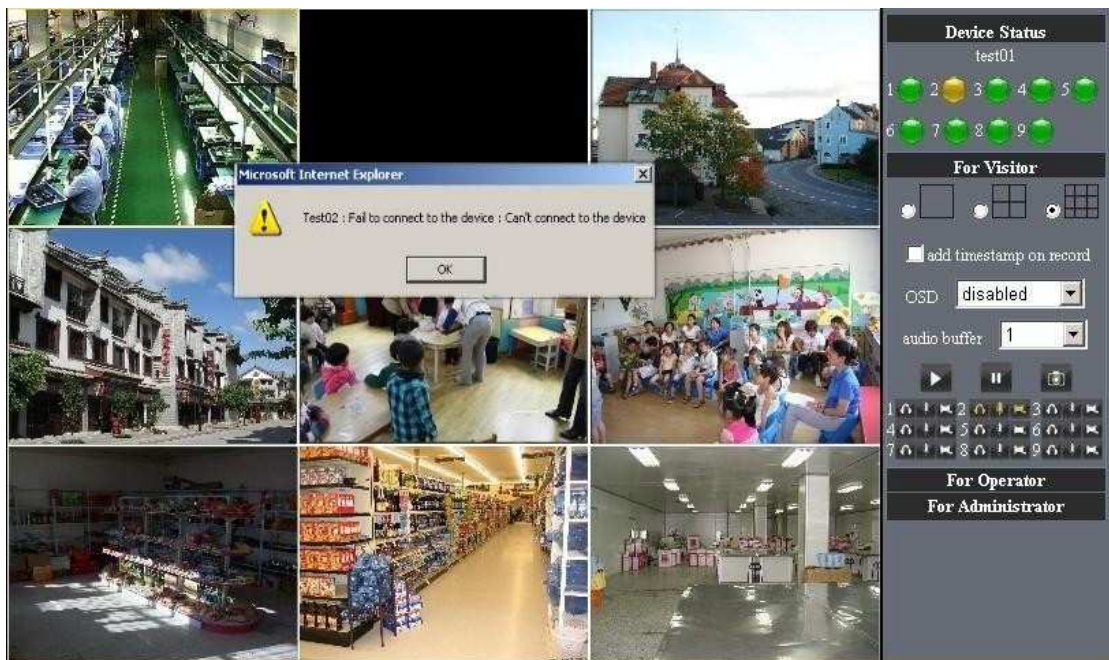 Microsoft Internet Explorer
Test02 : Fail to connect to the device : Can't connect to the device
OK
Device Status
test01
1 2 3 4 5
6 7 8 9
For Visitor
add timestamp on record
OSD disabled
audio buffer 1
1 2 3
4 5 6
7 8 9
For Operator
For Administrator